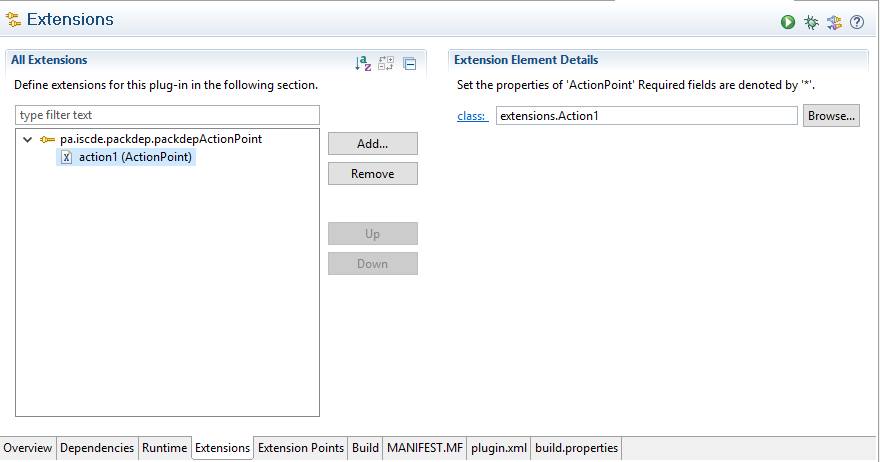 Extensions
All Extensions
Define extensions for this plug-in in the following section.
type filter text
pa.iscde.packdep.packdepActionPoint
action1 (ActionPoint)
Add...
Remove
Up
Down
Extension Element Details
Set the properties of 'ActionPoint' Required fields are denoted by '*'.
class: extensions.Action1 Browse...
Overview Dependencies Runtime Extensions Extension Points Build MANIFEST.MF plugin.xml build.properties